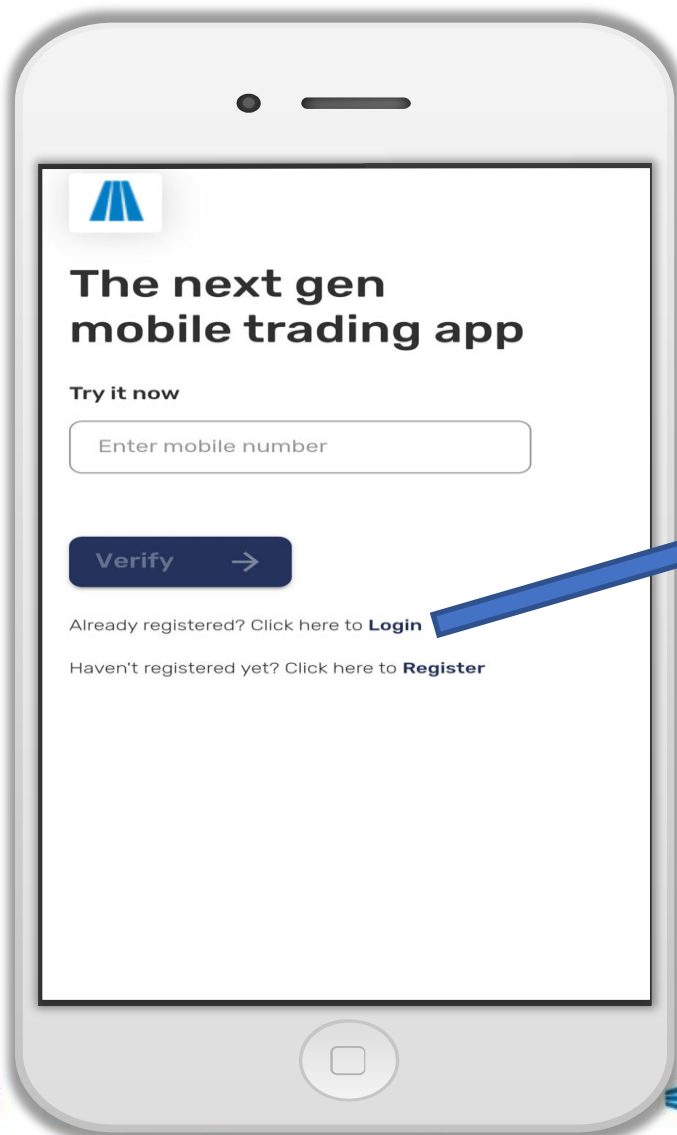 The next gen
mobile trading app
Try it now
Enter mobile number
Verify
Already registered? Click here to Login
Haven't registered yet? Click here to Register